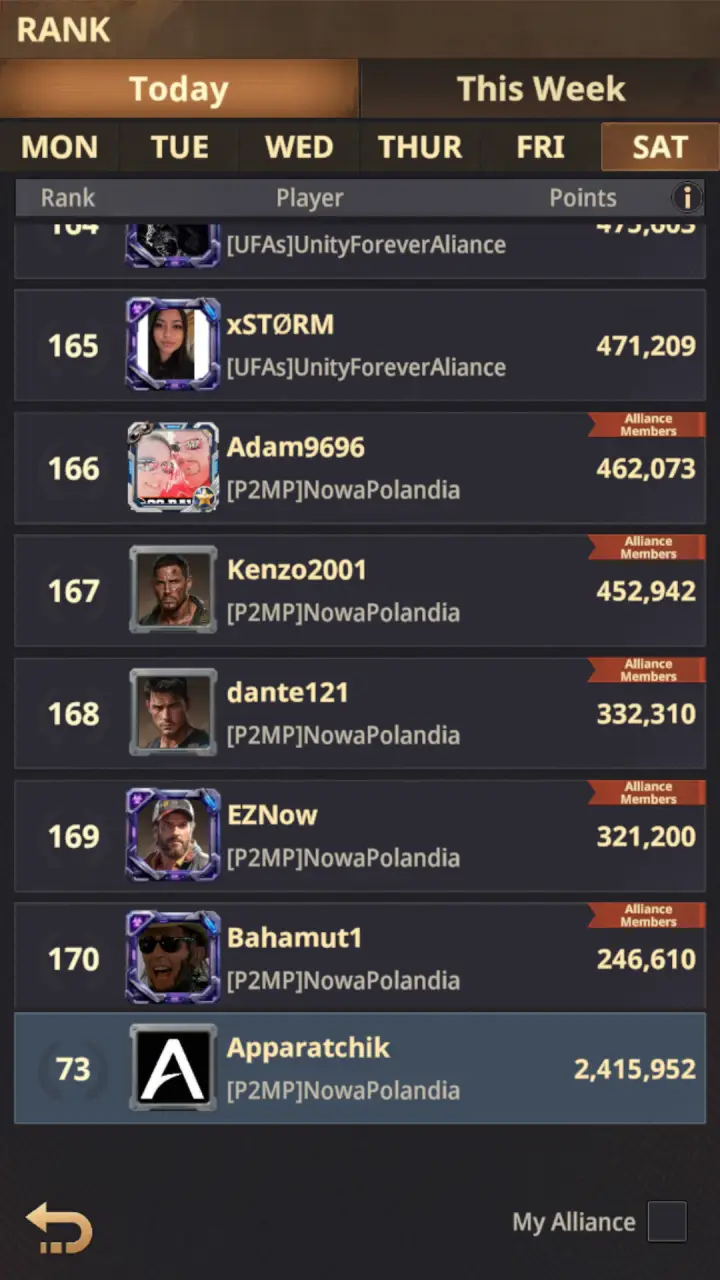 RANK
Today This Week
MON TUE WED THUR FRI SAT
Rank Player Points i
164
[UFAs]UnityForeverAlliance
165 xSTØRM 471,209
[UFAs]UnityForeverAlliance
Alliance Members
166 Adam9696 462,073
[P2MP]NowaPolandia
Alliance Members
167 Kenzo2001 452,942
[P2MP]NowaPolandia
Alliance Members
168 dante121 332,310
[P2MP]NowaPolandia
Alliance Members
169 EZNow 321,200
[P2MP]NowaPolandia
Alliance Members
170 Bahamut1 246,610
[P2MP]NowaPolandia
73 Apparatchik 2,415,952
[P2MP]NowaPolandia
My Alliance